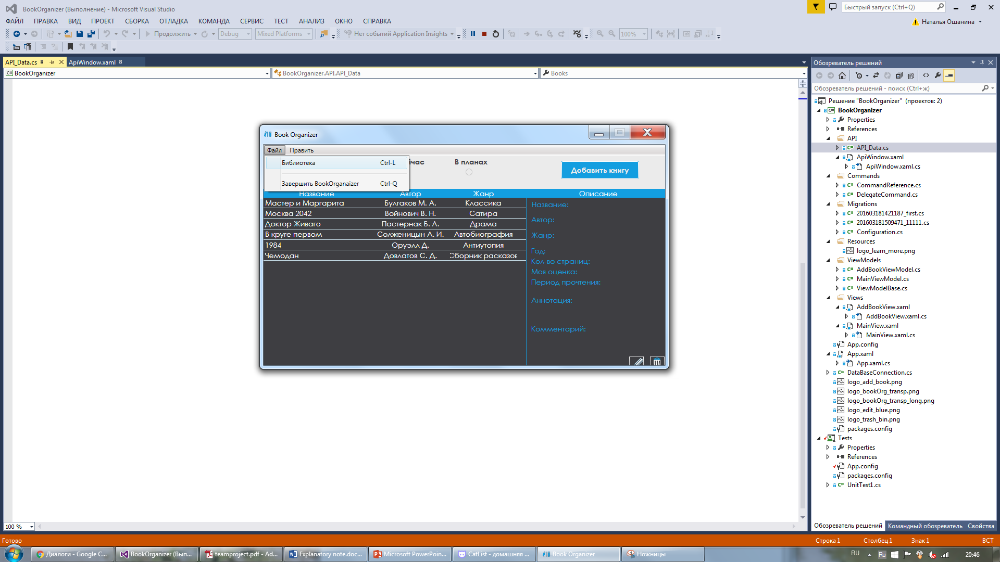 BookOrganizer (Выполнение) - Microsoft Visual Studio
Быстрый запуск (Ctrl+Q)
ФАЙЛ ПРАВКА ВИД ПРОЕКТ СБОРКА ОТЛАДКА КОМАНДА СЕРВИС ТЕСТ АНАЛИЗ ОКНО СПРАВКА
Наталья Ошанина
Продолжить Debug Mixed Platforms Нет событий Application Insights 100%
API_Data.cs ApiWindow.xaml
BookOrganizer BookOrganizer.API.API_Data Books
Book Organizer
Файл Править
Библиотека Ctrl-L
Завершить BookOrganaizer Ctrl-Q
йчас В планах
Добавить книгу
Название Автор Жанр Описание
Мастер и Маргарита Булгаков М. А. Классика
Москва 2042 Войнович В. Н. Сатира
Доктор Живаго Пастернак Б. Л. Драма
В круге первом Солженицын А. И. Автобиография
1984 Оруэлл Д. Антиутопия
Чемодан Довлатов С. Д. Сборник расказов
Название:
Автор:
Жанр:
Год:
Кол-во страниц:
Моя оценка:
Период прочтения:
Аннотация:
Комментарий:
Обозреватель решений
Обозреватель решений - поиск (Ctrl+ж)
Решение "BookOrganizer" (проектов: 2)
BookOrganizer
Properties
References
API
API_Data.cs
ApiWindow.xaml
ApiWindow.xaml.cs
Commands
CommandReference.cs
DelegateCommand.cs
Migrations
201603181421187_first.cs
201603181509471_11111.cs
Configuration.cs
Resources
logo_learn_more.png
ViewModels
AddBookViewModel.cs
MainViewModel.cs
ViewModelBase.cs
Views
AddBookView.xaml
AddBookView.xaml.cs
MainView.xaml
MainView.xaml.cs
App.config
App.xaml
App.xaml.cs
DataBaseConnection.cs
logo_add_book.png
logo_bookOrg_transp.png
logo_bookOrg_transp_long.png
logo_edit_blue.png
logo_trash_bin.png
packages.config
Tests
Properties
References
App.config
packages.config
UnitTest1.cs
Обозреватель решений Командный обозреватель Свойства
100 %
Готово Строка 1 Столбец 1 Знак 1 ВСТ
Диалоги - Google C... BookOrganizer (Вып... teamproject.pdf - Ad... Explanatory note.doc... Microsoft PowerPoin... CatList - домашняя ... Book Organizer Ножницы RU Ru 20:46